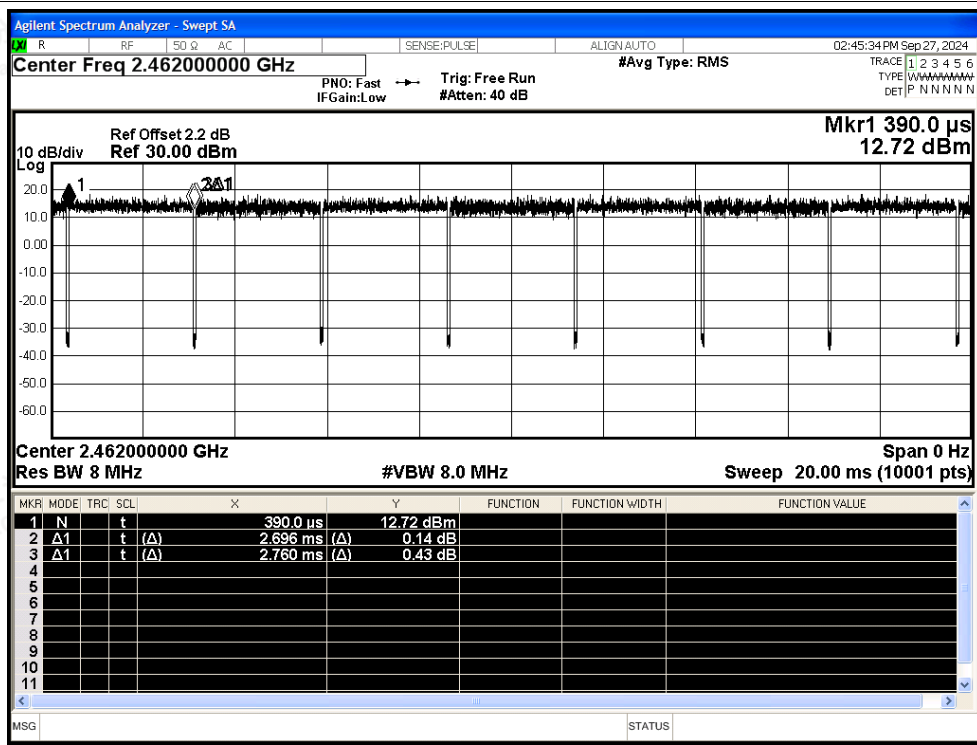 Agilent Spectrum Analyzer - Swept SA
LXI R RF 50 Ω AC SENSE:PULSE ALIGN AUTO 02:45:34 PM Sep 27, 2024
Center Freq 2.462000000 GHz
#Avg Type: RMS
TRACE 1 2 3 4 5 6
PNO: Fast Trig: Free Run
TYPE WWWWWW
IFGain:Low #Atten: 40 dB
DET P N N N N N
Mkr1 390.0 µs
Ref Offset 2.2 dB
10 dB/div Ref 30.00 dBm
12.72 dBm
Log
1
2Δ1
20.0
10.0
0.00
-10.0
-20.0
-30.0
-40.0
-50.0
-60.0
Center 2.462000000 GHz Span 0 Hz
Res BW 8 MHz #VBW 8.0 MHz Sweep 20.00 ms (10001 pts)
MKR MODE TRC SCL X Y FUNCTION FUNCTION WIDTH FUNCTION VALUE
1 N t 390.0 µs 12.72 dBm
2 Δ1 t (Δ) 2.696 ms (Δ) 0.14 dB
3 Δ1 t (Δ) 2.760 ms (Δ) 0.43 dB
4
5
6
7
8
9
10
11
MSG STATUS